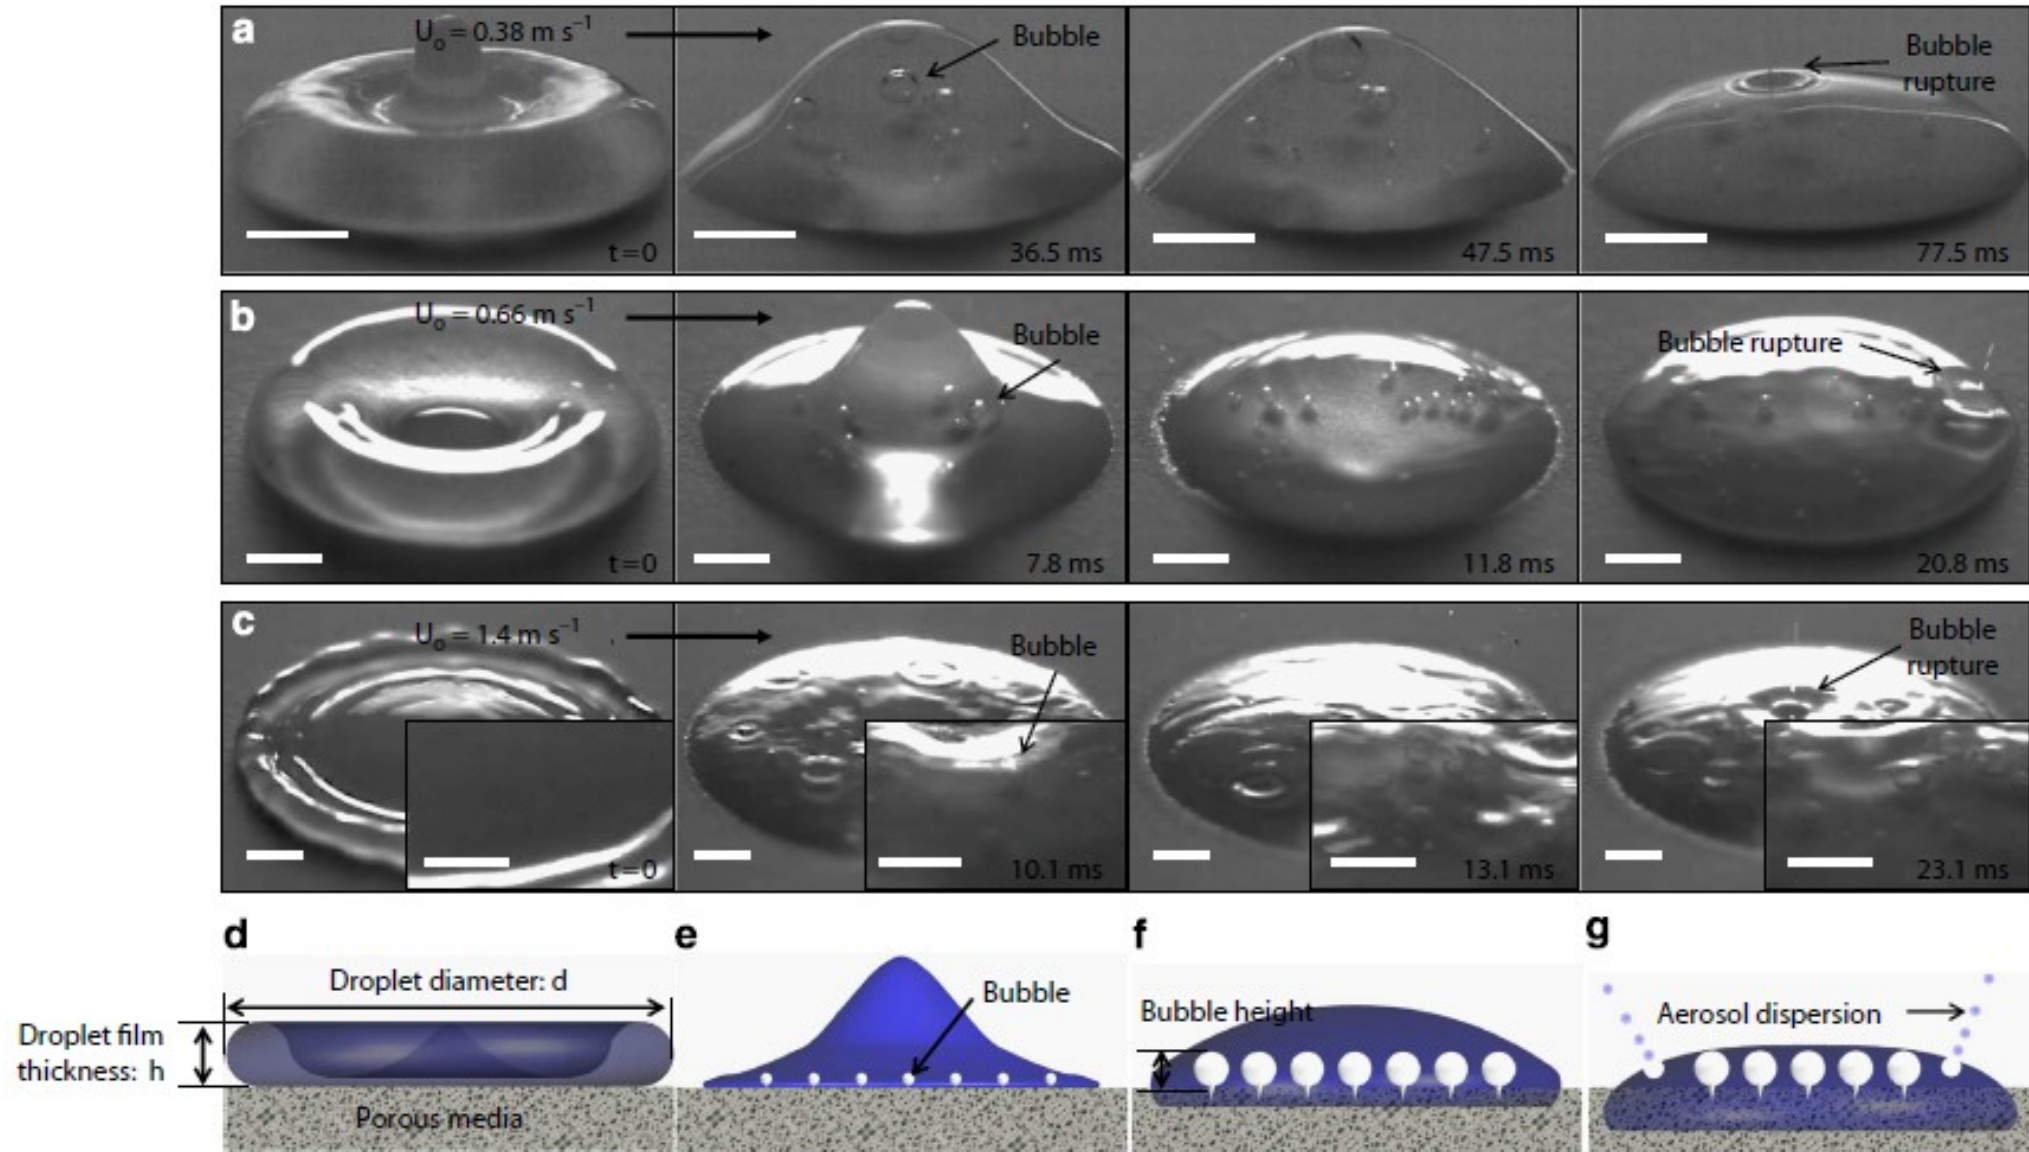 a
U₀ = 0.38 m s⁻¹
Bubble
Bubble
rupture
t=0
36.5 ms
47.5 ms
77.5 ms
b
U₀ = 0.66 m s⁻¹
Bubble
Bubble rupture
t=0
7.8 ms
11.8 ms
20.8 ms
c
U₀ = 1.4 m s⁻¹
Bubble
Bubble
rupture
t=0
10.1 ms
13.1 ms
23.1 ms
d
Droplet diameter: d
Droplet film
thickness: h
Porous media
e
Bubble
f
Bubble height
g
Aerosol dispersion